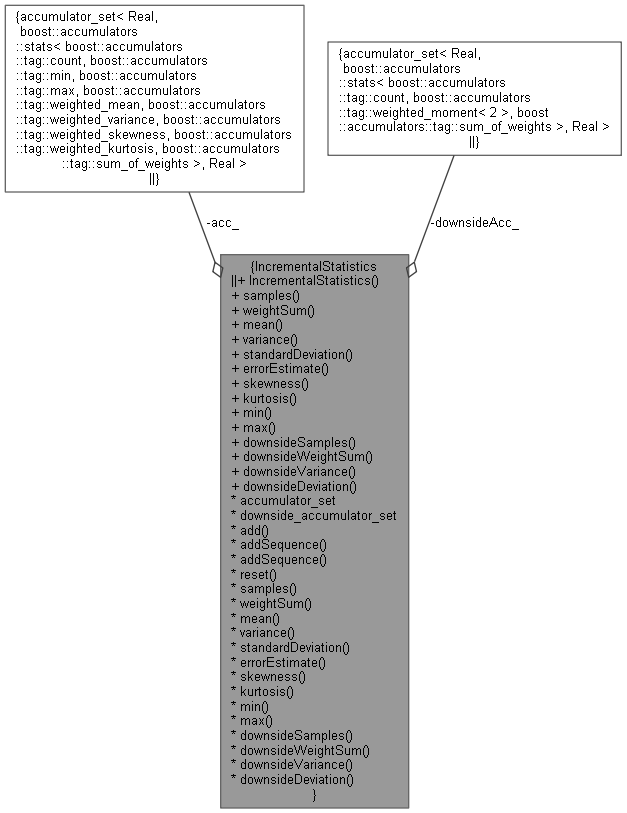 {accumulator_set< Real,
boost::accumulators
::stats< boost::accumulators
::tag::count, boost::accumulators
::tag::min, boost::accumulators
::tag::max, boost::accumulators
::tag::weighted_mean, boost::accumulators
::tag::weighted_variance, boost::accumulators
::tag::weighted_skewness, boost::accumulators
::tag::weighted_kurtosis, boost::accumulators
::tag::sum_of_weights >, Real >
||}
{accumulator_set< Real,
boost::accumulators
::stats< boost::accumulators
::tag::count, boost::accumulators
::tag::weighted_moment< 2 >, boost
::accumulators::tag::sum_of_weights >, Real >
||}
-acc_
-downsideAcc_
{IncrementalStatistics
||+ IncrementalStatistics()
+ samples()
+ weightSum()
+ mean()
+ variance()
+ standardDeviation()
+ errorEstimate()
+ skewness()
+ kurtosis()
+ min()
+ max()
+ downsideSamples()
+ downsideWeightSum()
+ downsideVariance()
+ downsideDeviation()
* accumulator_set
* downside_accumulator_set
* add()
* addSequence()
* addSequence()
* reset()
* samples()
* weightSum()
* mean()
* variance()
* standardDeviation()
* errorEstimate()
* skewness()
* kurtosis()
* min()
* max()
* downsideSamples()
* downsideWeightSum()
* downsideVariance()
* downsideDeviation()
}